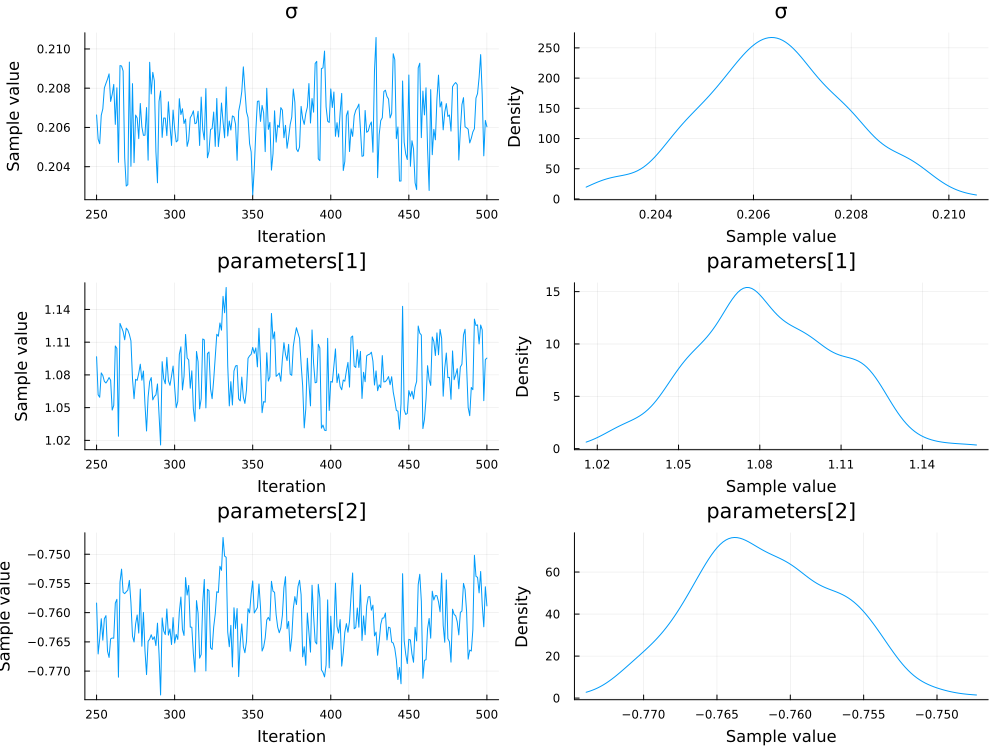 σ
σ
Sample value
0.210
0.208
0.206
0.204
250 300 350 400 450 500
Iteration
Density
250
200
150
100
50
0
0.204 0.206 0.208 0.210
Sample value
parameters[1]
parameters[1]
Sample value
1.14
1.11
1.08
1.05
1.02
250 300 350 400 450 500
Iteration
Density
15
10
5
0
1.02 1.05 1.08 1.11 1.14
Sample value
parameters[2]
parameters[2]
Sample value
−0.750
−0.755
−0.760
−0.765
−0.770
250 300 350 400 450 500
Iteration
Density
60
40
20
0
−0.770 −0.765 −0.760 −0.755 −0.750
Sample value